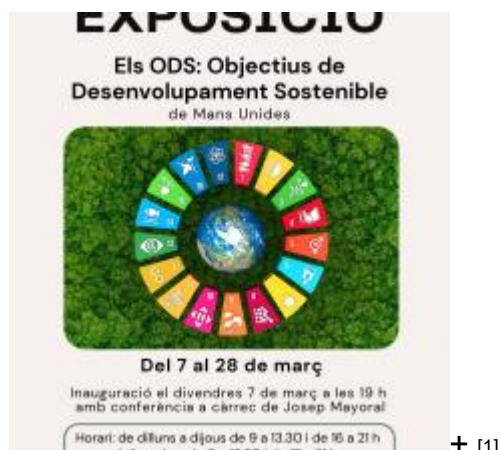 EXPOSICIÓ
Els ODS: Objectius de
Desenvolupament Sostenible
de Mans Unides
Del 7 al 28 de març
Inauguració el divendres 7 de març a les 19 h
amb conferència a càrrec de Josep Mayoral
Horari: de dilluns a dijous de 9 a 13.30 i de 16 a 21 h
+ [1]